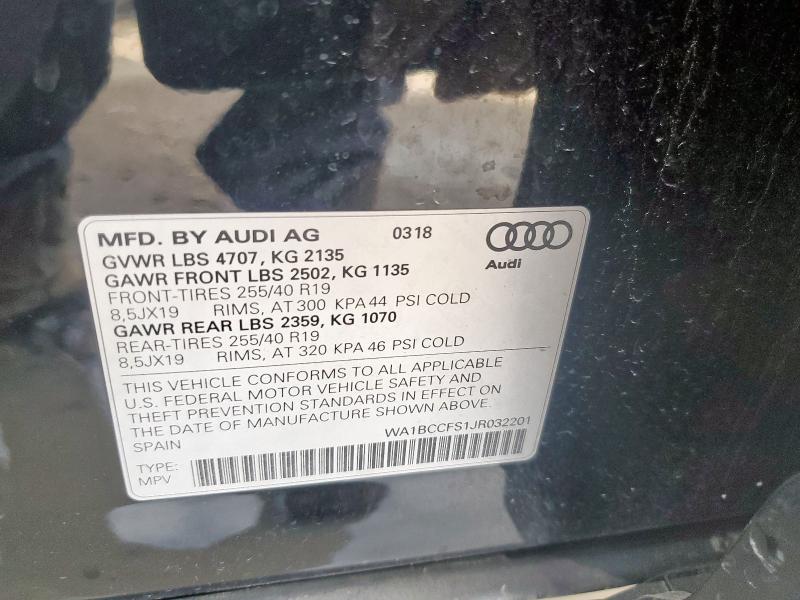 MFD. BY AUDI AG 0318
GVWR LBS 4707, KG 2135
GAWR FRONT LBS 2502, KG 1135
FRONT-TIRES 255/40 R19
8,5JX19 RIMS, AT 300 KPA 44 PSI COLD
GAWR REAR LBS 2359, KG 1070
REAR-TIRES 255/40 R19
8,5JX19 RIMS, AT 320 KPA 46 PSI COLD
Audi
THIS VEHICLE CONFORMS TO ALL APPLICABLE
U.S. FEDERAL MOTOR VEHICLE SAFETY AND
THEFT PREVENTION STANDARDS IN EFFECT ON
THE DATE OF MANUFACTURE SHOWN ABOVE.
SPAIN WA1BCCFS1JR032201
TYPE:
MPV